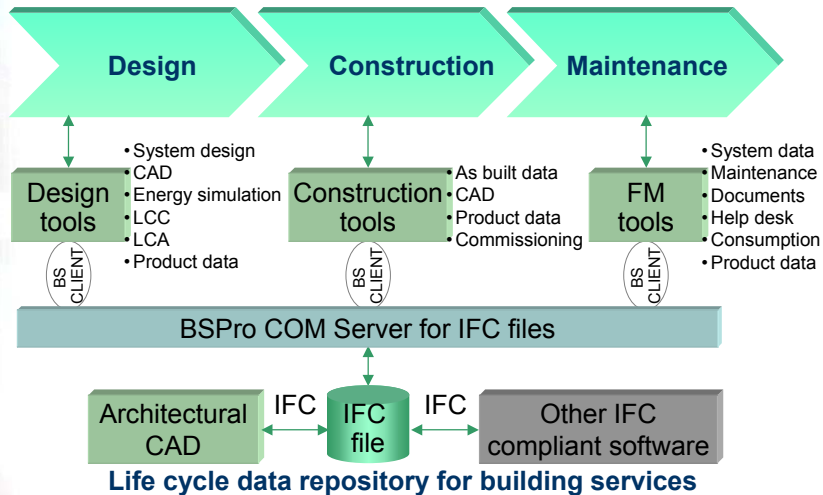 Design
Construction
Maintenance
Design
tools
• System design
• CAD
• Energy simulation
• LCC
• LCA
• Product data
Construction
tools
• As built data
• CAD
• Product data
• Commissioning
FM
tools
• System data
• Maintenance
• Documents
• Help desk
• Consumption
• Product data
BS
CLIENT
BS
CLIENT
BS
CLIENT
BSPro COM Server for IFC files
Architectural
CAD
IFC
IFC
file
IFC
Other IFC
compliant software
Life cycle data repository for building services